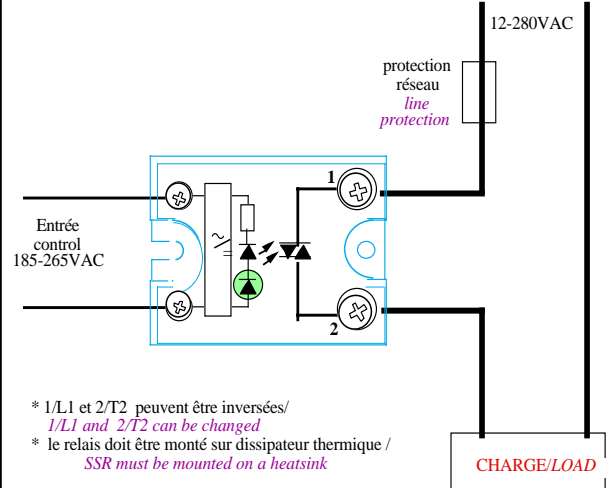 12-280VAC
protection
réseau
line
protection
1
Entrée
control
185-265VAC
~/=
2
* 1/L1 et 2/T2 peuvent être inversées/
1/L1 and 2/T2 can be changed
* le relais doit être monté sur dissipateur thermique /
SSR must be mounted on a heatsink
CHARGE/LOAD